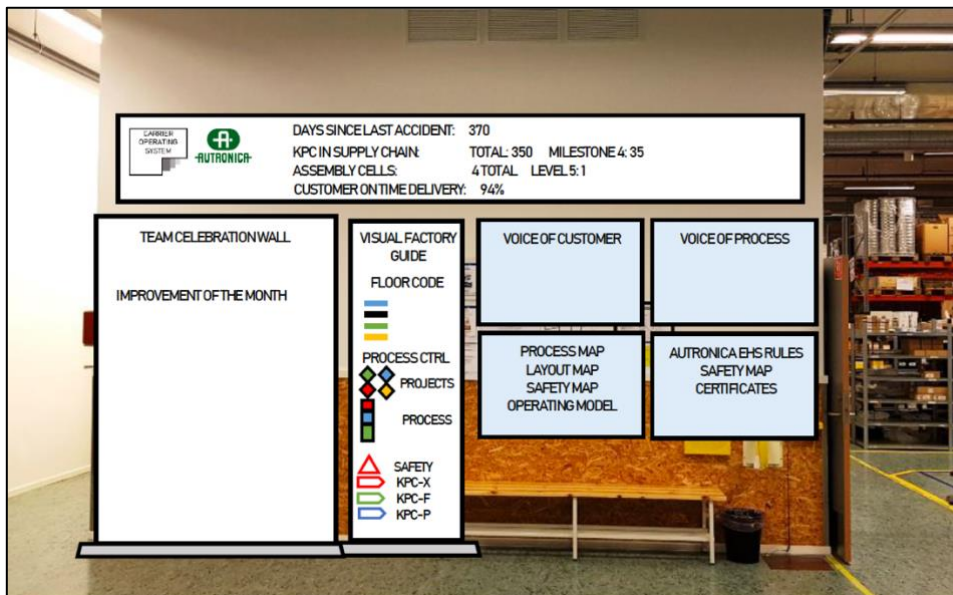 CARRIER
OPERATING
SYSTEM
AUTRONICA
DAYS SINCE LAST ACCIDENT: 370
KPC IN SUPPLY CHAIN: TOTAL: 350 MILESTONE 4: 35
ASSEMBLY CELLS: 4 TOTAL LEVEL 5: 1
CUSTOMER ON TIME DELIVERY: 94%
TEAM CELEBRATION WALL
IMPROVEMENT OF THE MONTH
VISUAL FACTORY
GUIDE
FLOOR CODE
PROCESS CTRL
PROJECTS
PROCESS
SAFETY
KPC-X
KPC-F
KPC-P
VOICE OF CUSTOMER
VOICE OF PROCESS
PROCESS MAP
LAYOUT MAP
SAFETY MAP
OPERATING MODEL
AUTRONICA EHS RULES
SAFETY MAP
CERTIFICATES